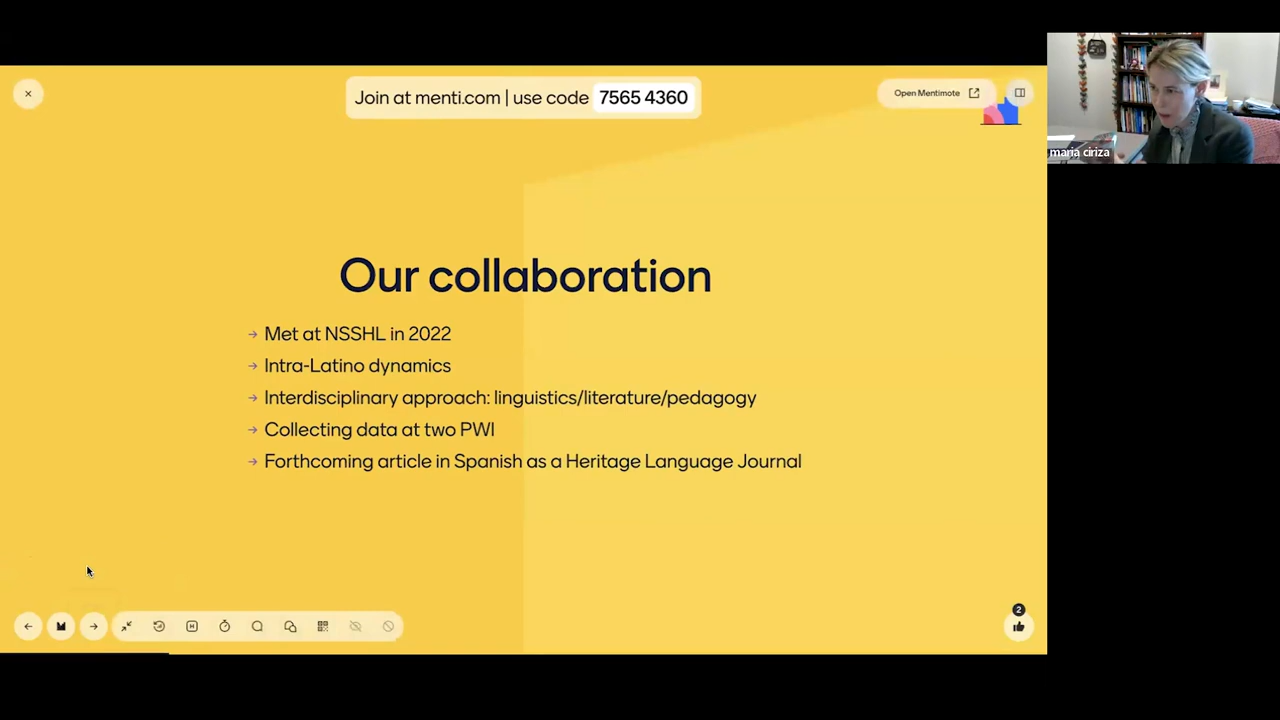 Join at menti.com | use code 7565 4360
Open Mentimote
maria ciriza
Our collaboration
→ Met at NSSHL in 2022
→ Intra-Latino dynamics
→ Interdisciplinary approach: linguistics/literature/pedagogy
→ Collecting data at two PWI
→ Forthcoming article in Spanish as a Heritage Language Journal
2